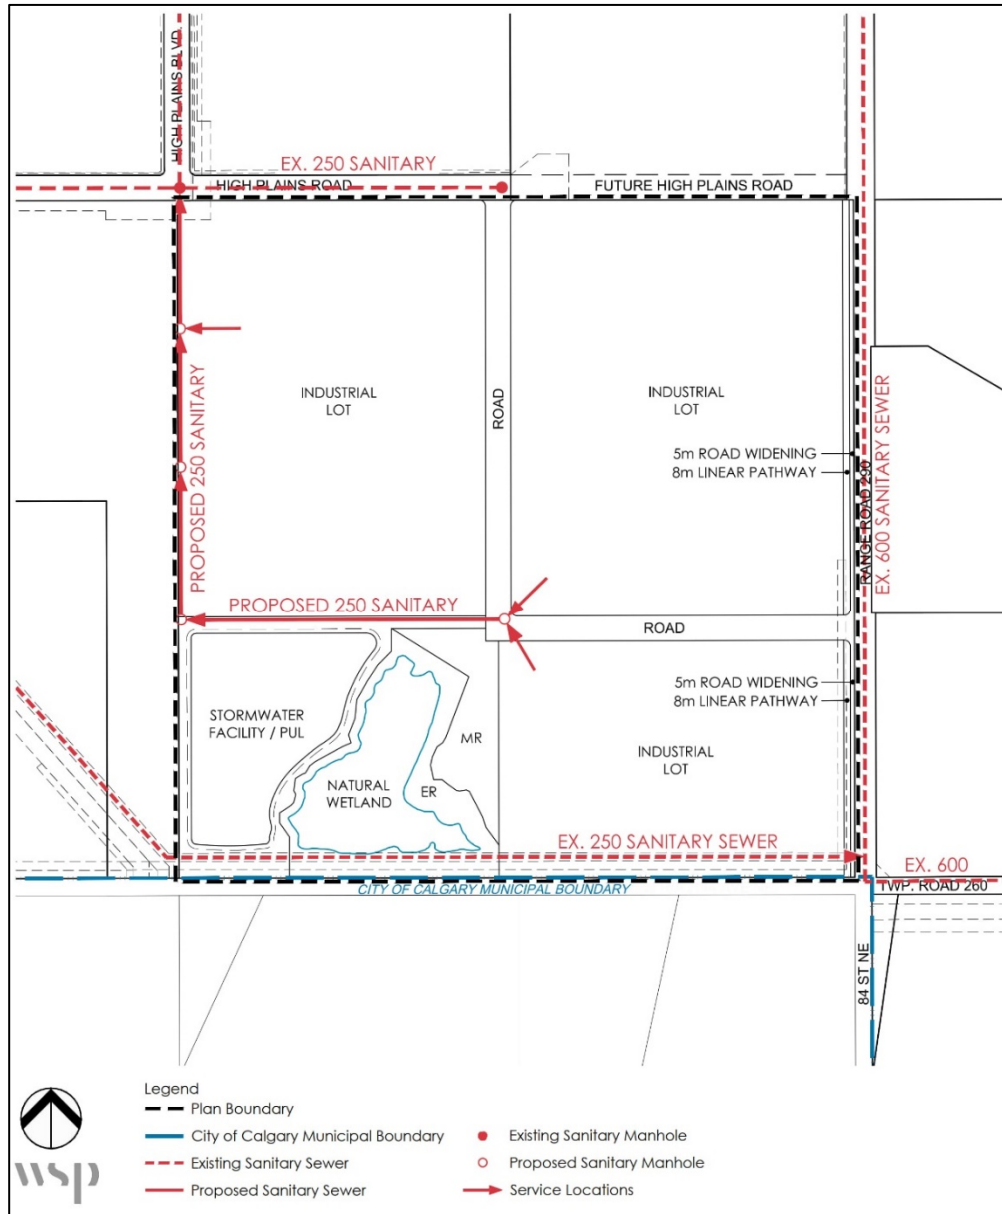 HIGH PLAINS BLVD.
EX. 250 SANITARY
HIGH PLAINS ROAD
FUTURE HIGH PLAINS ROAD
INDUSTRIAL
LOT
ROAD
INDUSTRIAL
LOT
5m ROAD WIDENING
8m LINEAR PATHWAY
RANGE ROAD 290
EX. 600 SANITARY SEWER
PROPOSED 250 SANITARY
PROPOSED 250 SANITARY
ROAD
5m ROAD WIDENING
8m LINEAR PATHWAY
STORMWATER
FACILITY / PUL
MR
INDUSTRIAL
LOT
NATURAL
WETLAND
ER
EX. 250 SANITARY SEWER
EX. 600
CITY OF CALGARY MUNICIPAL BOUNDARY
TWP. ROAD 260
84 ST NE
Legend
Plan Boundary
City of Calgary Municipal Boundary
Existing Sanitary Manhole
Existing Sanitary Sewer
Proposed Sanitary Manhole
Proposed Sanitary Sewer
Service Locations
wsp